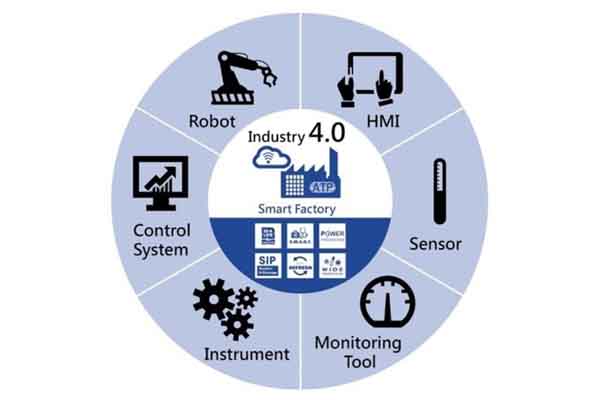 Robot
HMI
Industry 4.0
ATP
Smart Factory
Control
System
Sensor
S.M.A.R.T.
POWER
SIP
REFRESH
WIDE
Instrument
Monitoring
Tool